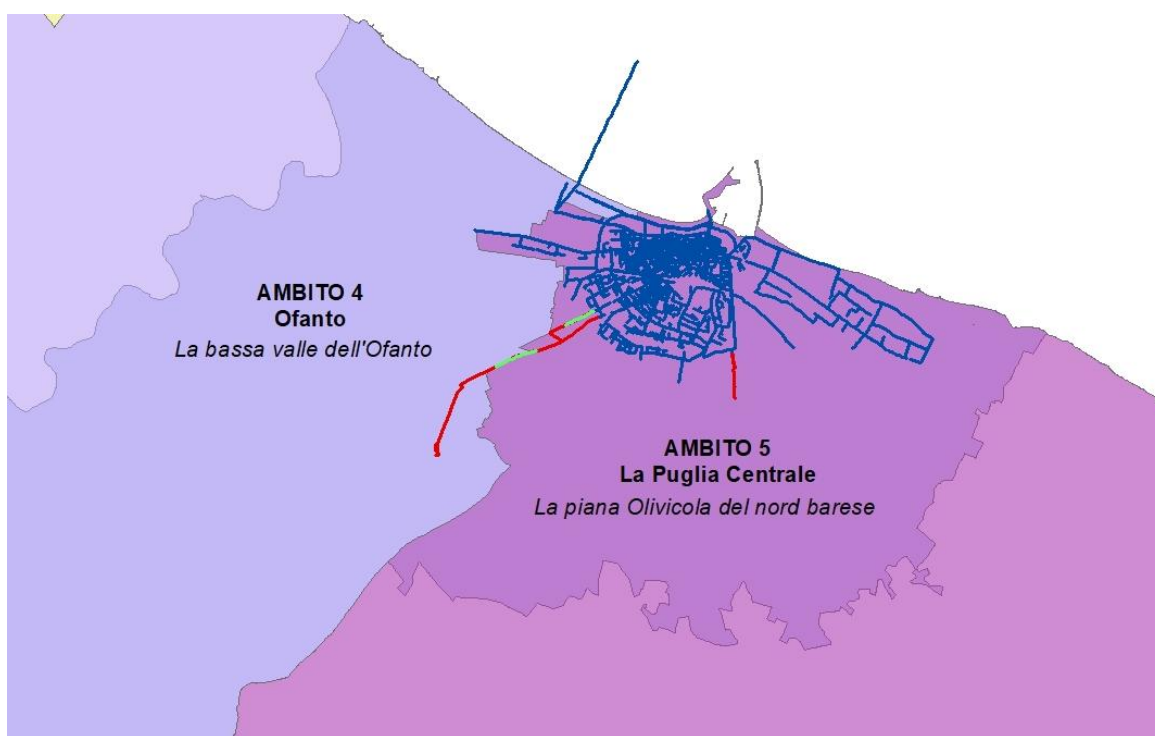 AMBITO 4
Ofanto
La bassa valle dell'Ofanto
AMBITO 5
La Puglia Centrale
La piana Olivicola del nord barese